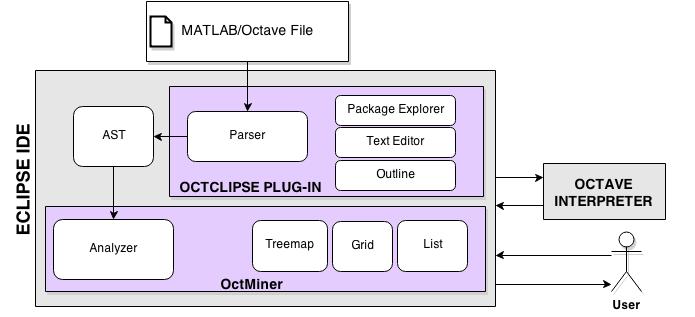 MATLAB/Octave File
ECLIPSE IDE
AST
Parser
Package Explorer
Text Editor
Outline
OCTCLIPSE PLUG-IN
OCTAVE
INTERPRETER
Analyzer
Treemap
Grid
List
OctMiner
User